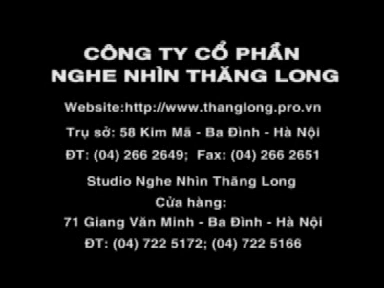 CÔNG TY CỔ PHẦN
NGHE NHÌN THĂNG LONG
Website:http://www.thanglong.pro.vn
Trụ sở: 58 Kim Mã - Ba Đình - Hà Nội
ĐT: (04) 266 2649; Fax: (04) 266 2651
Studio Nghe Nhìn Thăng Long
Cửa hàng:
71 Giang Văn Minh - Ba Đình - Hà Nội
ĐT: (04) 722 5172; (04) 722 5166